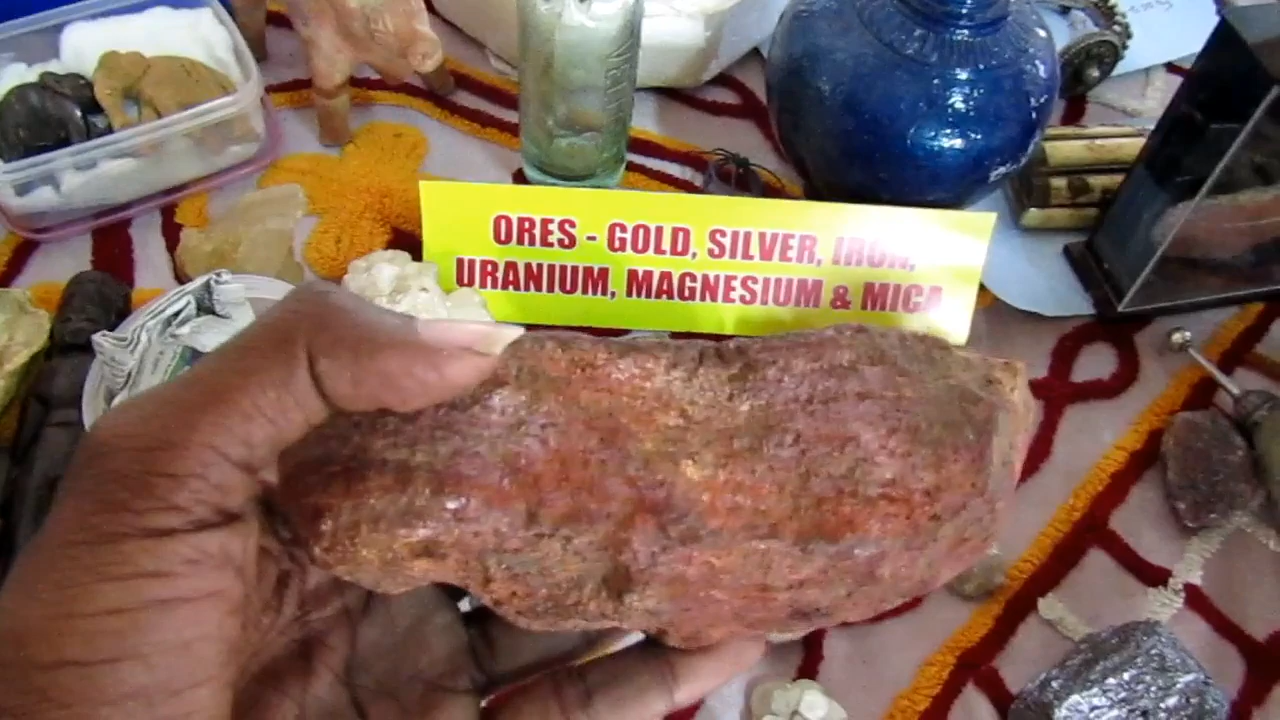 ORES - GOLD, SILVER, IRON,
URANIUM, MAGNESIUM & MICA